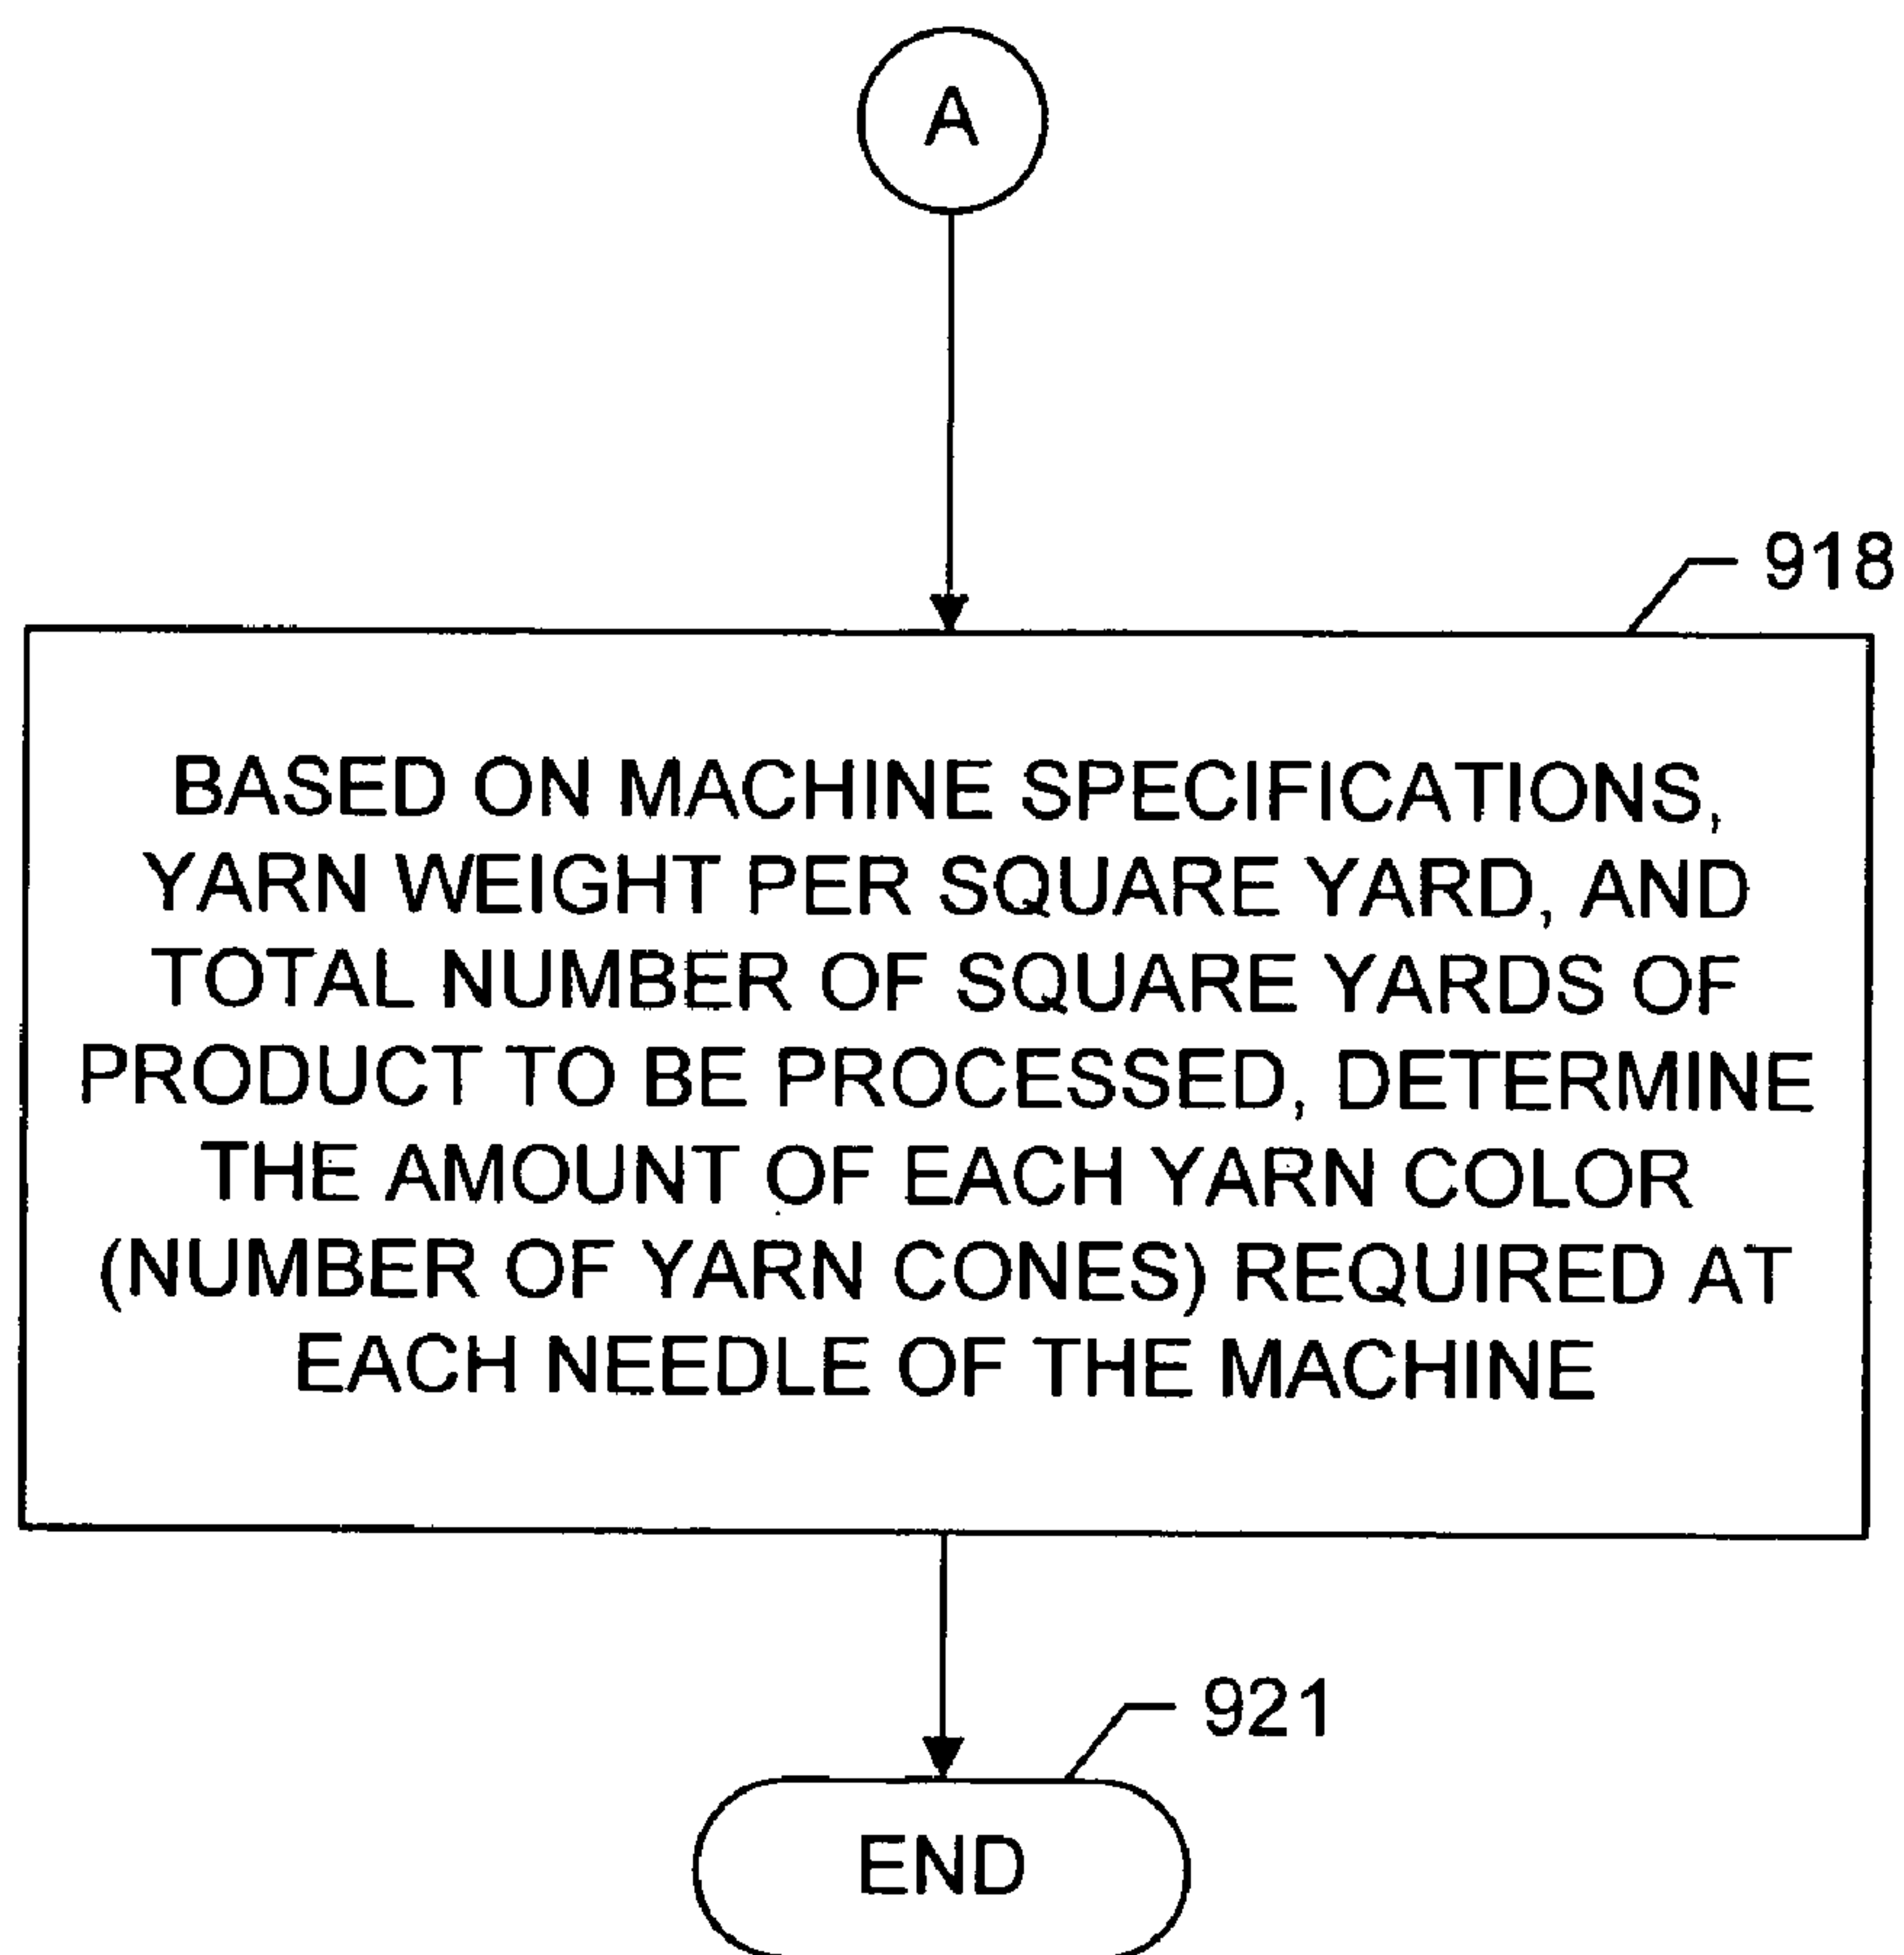 A
918
BASED ON MACHINE SPECIFICATIONS,
YARN WEIGHT PER SQUARE YARD, AND
TOTAL NUMBER OF SQUARE YARDS OF
PRODUCT TO BE PROCESSED, DETERMINE
THE AMOUNT OF EACH YARN COLOR
(NUMBER OF YARN CONES) REQUIRED AT
EACH NEEDLE OF THE MACHINE
921
END